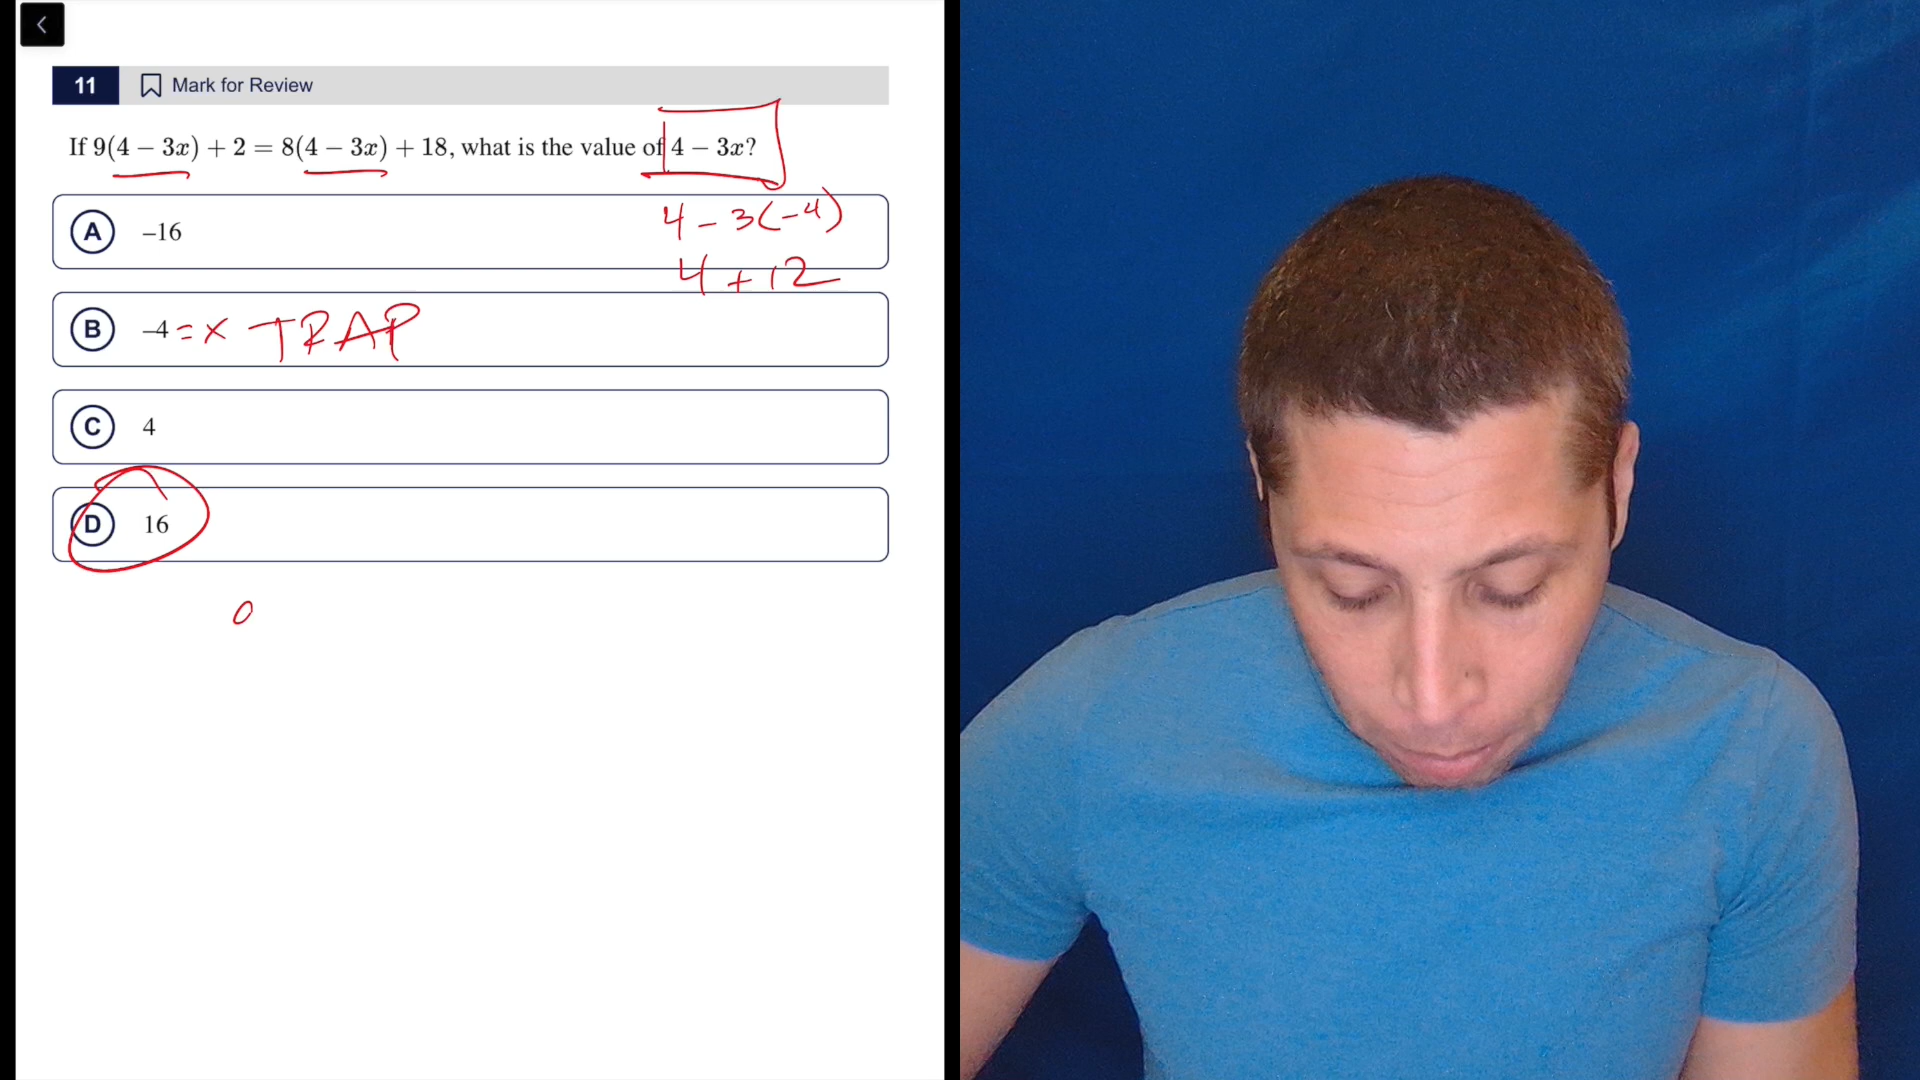 11 Mark for Review
If 9(4 – 3x) + 2 = 8(4 – 3x) + 18, what is the value of 4 – 3x?
A –16
4 – 3(–4)
4 + 12
B –4 = x TRAP
C 4
D 16
0